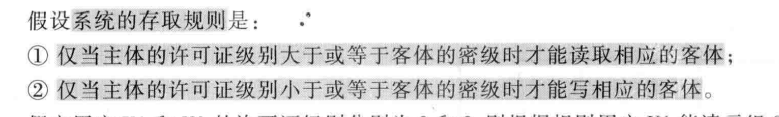 假设系统的存取规则是：
① 仅当主体的许可证级别大于或等于客体的密级时才能读取相应的客体；
② 仅当主体的许可证级别小于或等于客体的密级时才能写相应的客体。